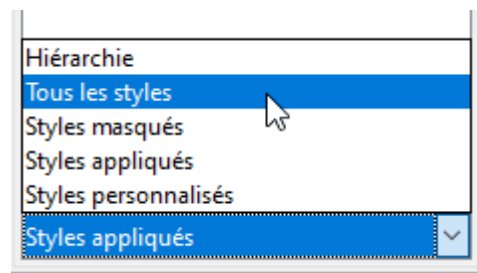 Hiérarchie
Tous les styles
Styles masqués
Styles appliqués
Styles personnalisés
Styles appliqués